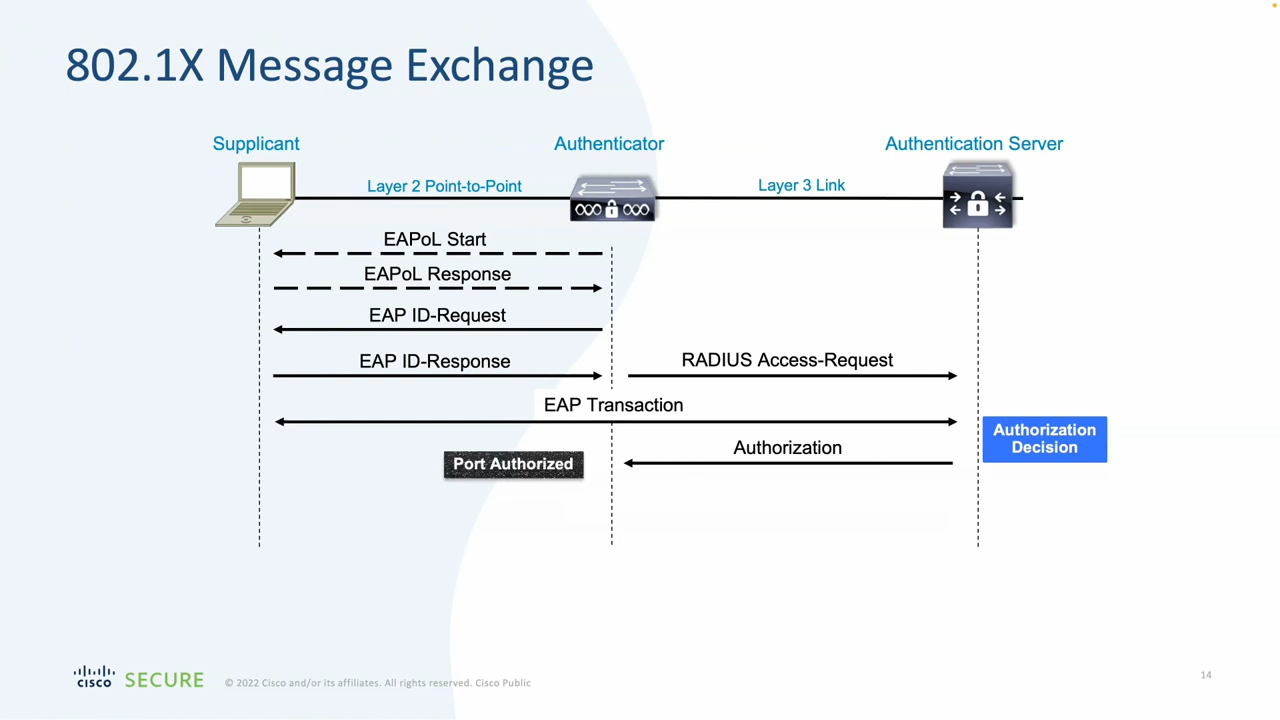 802.1X Message Exchange
Supplicant
Authenticator
Authentication Server
Layer 2 Point-to-Point
Layer 3 Link
EAPoL Start
EAPoL Response
EAP ID-Request
EAP ID-Response
RADIUS Access-Request
EAP Transaction
Authorization
Decision
Authorization
Port Authorized
CISCO SECURE
© 2022 Cisco and/or its affiliates. All rights reserved. Cisco Public
14